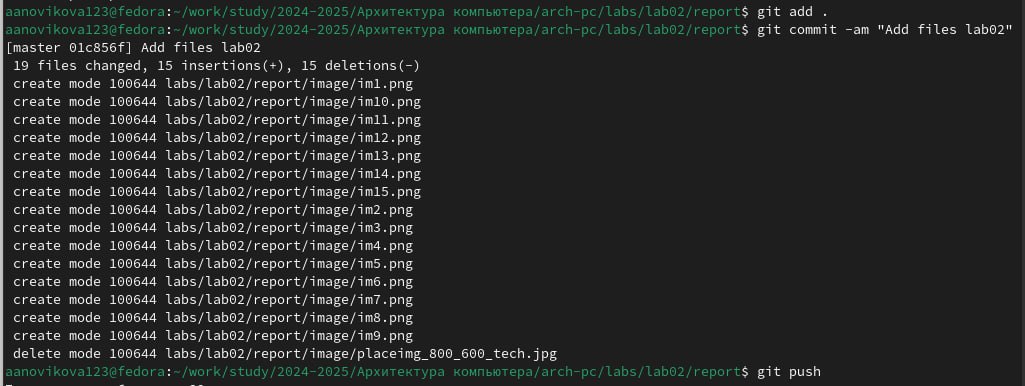 aanovikova123@fedora:~/work/study/2024-2025/Архитектура компьютера/arch-pc/labs/lab02/report$ git add .
aanovikova123@fedora:~/work/study/2024-2025/Архитектура компьютера/arch-pc/labs/lab02/report$ git commit -am "Add files lab02"
[master 01c856f] Add files lab02
 19 files changed, 15 insertions(+), 15 deletions(-)
 create mode 100644 labs/lab02/report/image/im1.png
 create mode 100644 labs/lab02/report/image/im10.png
 create mode 100644 labs/lab02/report/image/im11.png
 create mode 100644 labs/lab02/report/image/im12.png
 create mode 100644 labs/lab02/report/image/im13.png
 create mode 100644 labs/lab02/report/image/im14.png
 create mode 100644 labs/lab02/report/image/im15.png
 create mode 100644 labs/lab02/report/image/im2.png
 create mode 100644 labs/lab02/report/image/im3.png
 create mode 100644 labs/lab02/report/image/im4.png
 create mode 100644 labs/lab02/report/image/im5.png
 create mode 100644 labs/lab02/report/image/im6.png
 create mode 100644 labs/lab02/report/image/im7.png
 create mode 100644 labs/lab02/report/image/im8.png
 create mode 100644 labs/lab02/report/image/im9.png
 delete mode 100644 labs/lab02/report/image/placeimg_800_600_tech.jpg
aanovikova123@fedora:~/work/study/2024-2025/Архитектура компьютера/arch-pc/labs/lab02/report$ git push